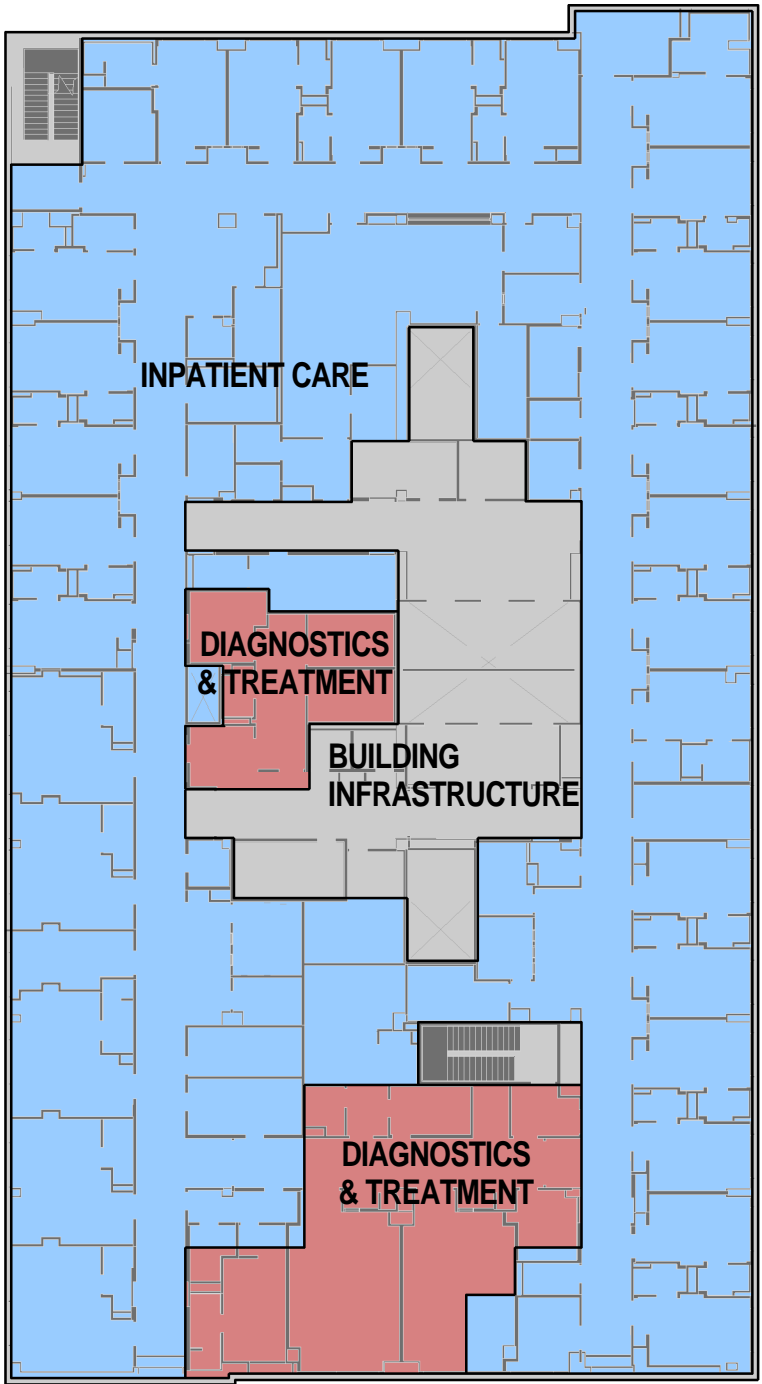 INPATIENT CARE
DIAGNOSTICS
& TREATMENT
BUILDING
INFRASTRUCTURE
DIAGNOSTICS
& TREATMENT